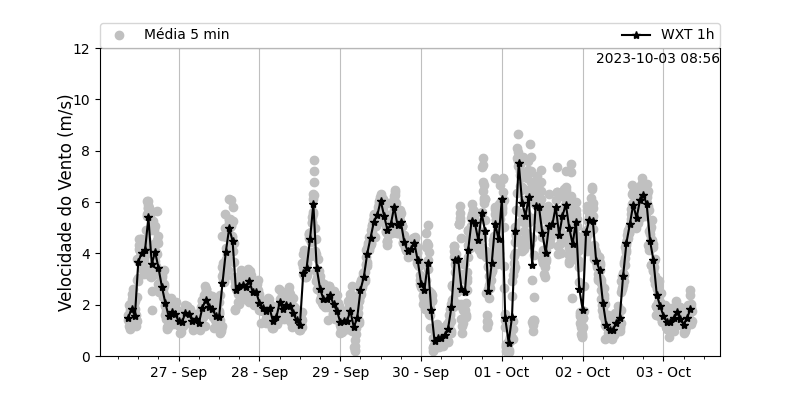 Média 5 min
WXT 1h
2023-10-03 08:56
Velocidade do Vento (m/s)
12
10
8
6
4
2
0
27 - Sep
28 - Sep
29 - Sep
30 - Sep
01 - Oct
02 - Oct
03 - Oct